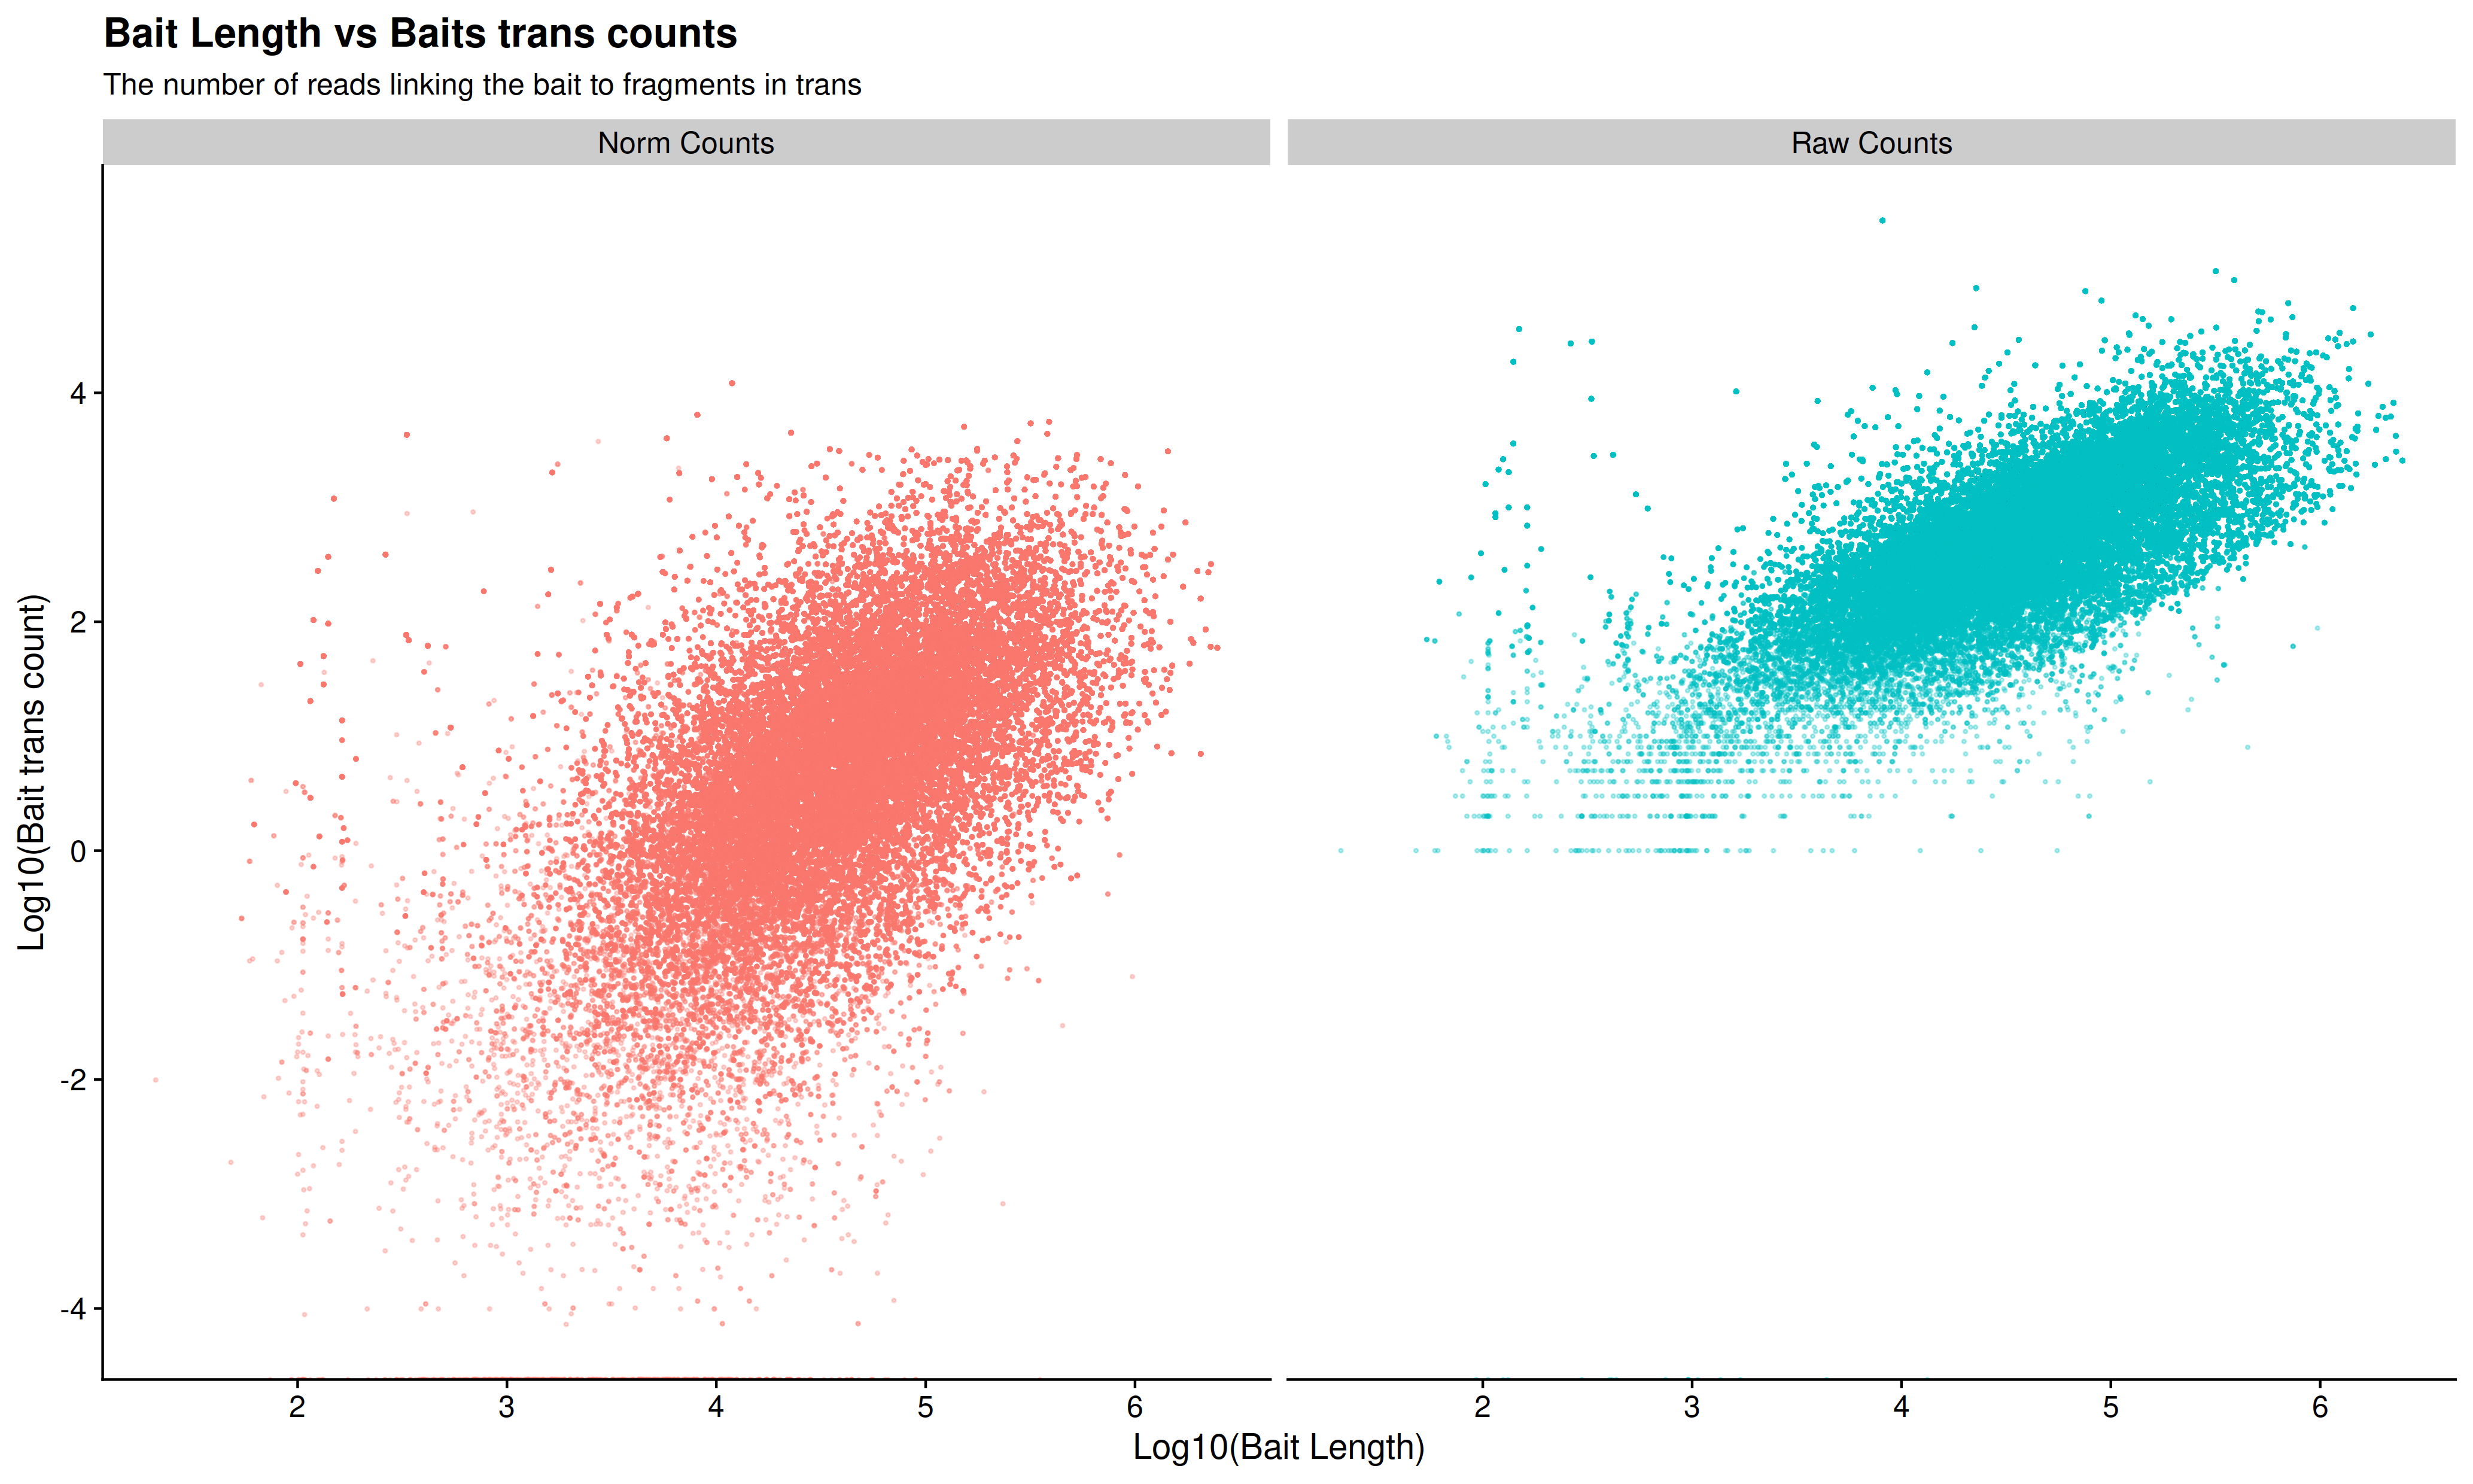 Bait Length vs Baits trans counts
The number of reads linking the bait to fragments in trans
Norm Counts
Raw Counts
Log10(Bait trans count)
4
2
0
-2
-4
2 3 4 5 6
2 3 4 5 6
Log10(Bait Length)